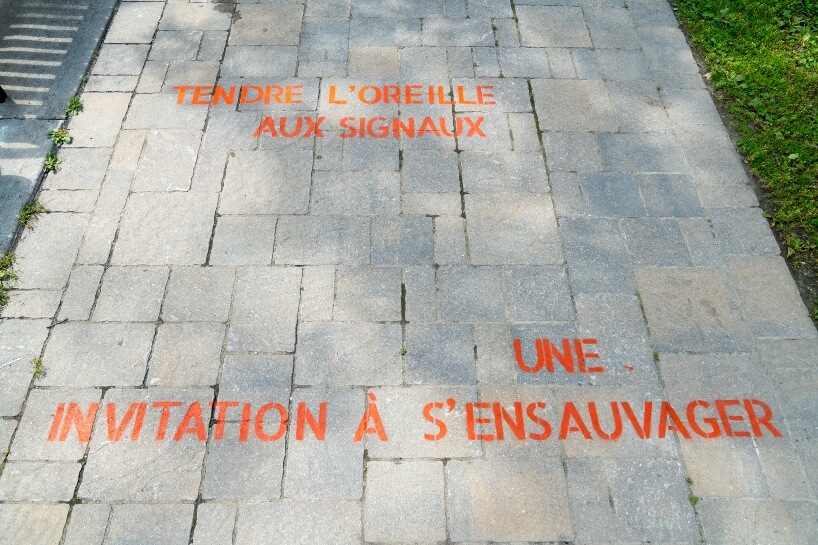 TENDRE L'OREILLE
AUX SIGNAUX
UNE
INVITATION À S'ENSAUVAGER